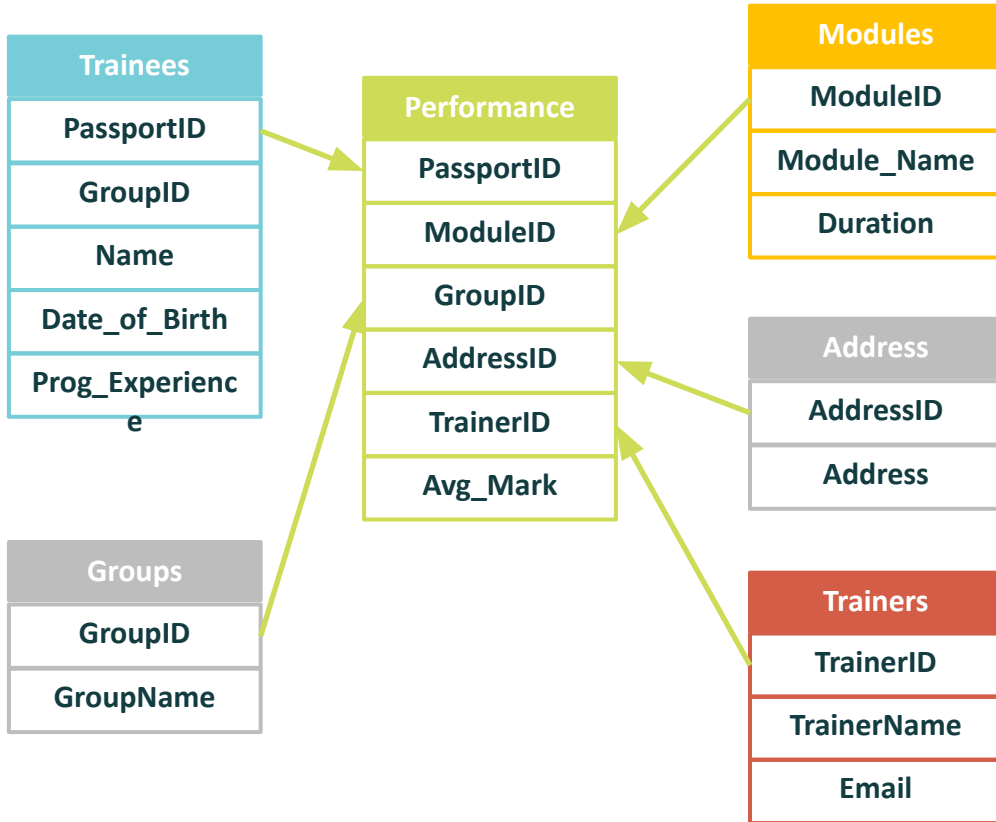 Trainees
PassportID
GroupID
Name
Date_of_Birth
Prog_Experienc
e
Groups
GroupID
GroupName
Performance
PassportID
ModuleID
GroupID
AddressID
TrainerID
Avg_Mark
Modules
ModuleID
Module_Name
Duration
Address
AddressID
Address
Trainers
TrainerID
TrainerName
Email